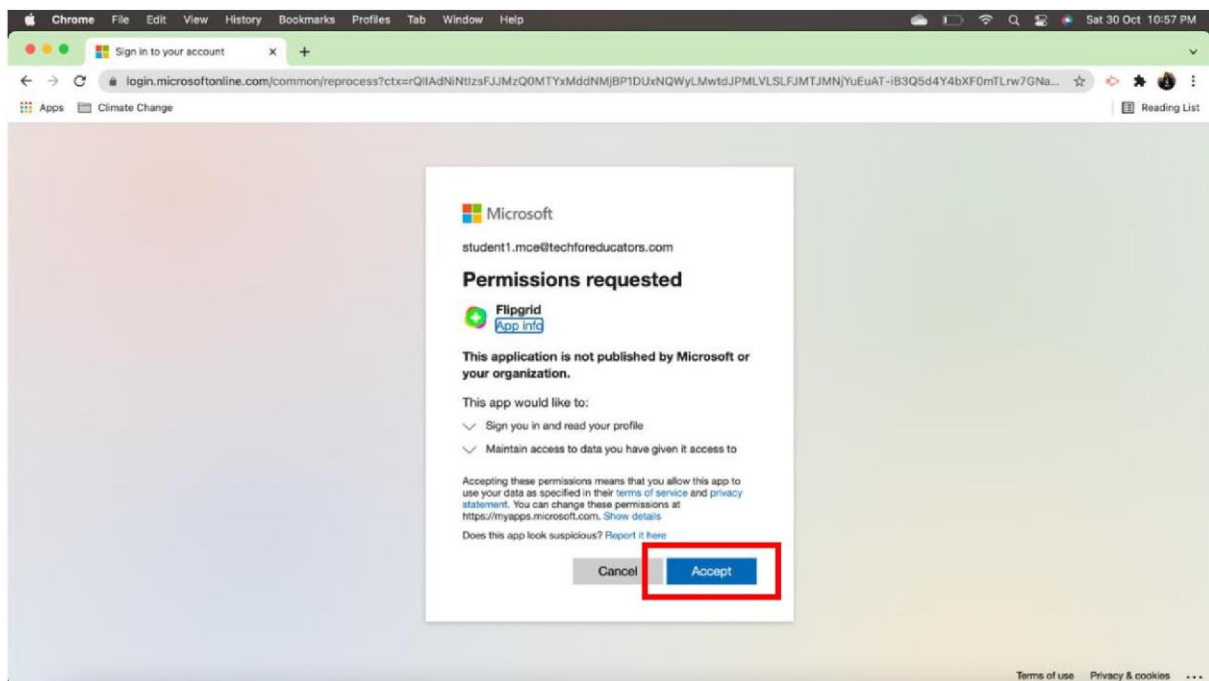 Chrome File Edit View History Bookmarks Profiles Tab Window Help Sat 30 Oct 10:57 PM
Sign in to your account
Apps Climate Change Reading List
Microsoft
student1.mce@techforeducators.com
Permissions requested
Flipgrid
App info
This application is not published by Microsoft or
your organization.
This app would like to:
Sign you in and read your profile
Maintain access to data you have given it access to
Accepting these permissions means that you allow this app to
use your data as specified in their terms of service and privacy
statement. You can change these permissions at
https://myapps.microsoft.com. Show details
Does this app look suspicious? Report it here
Cancel Accept
Terms of use Privacy & cookies ...